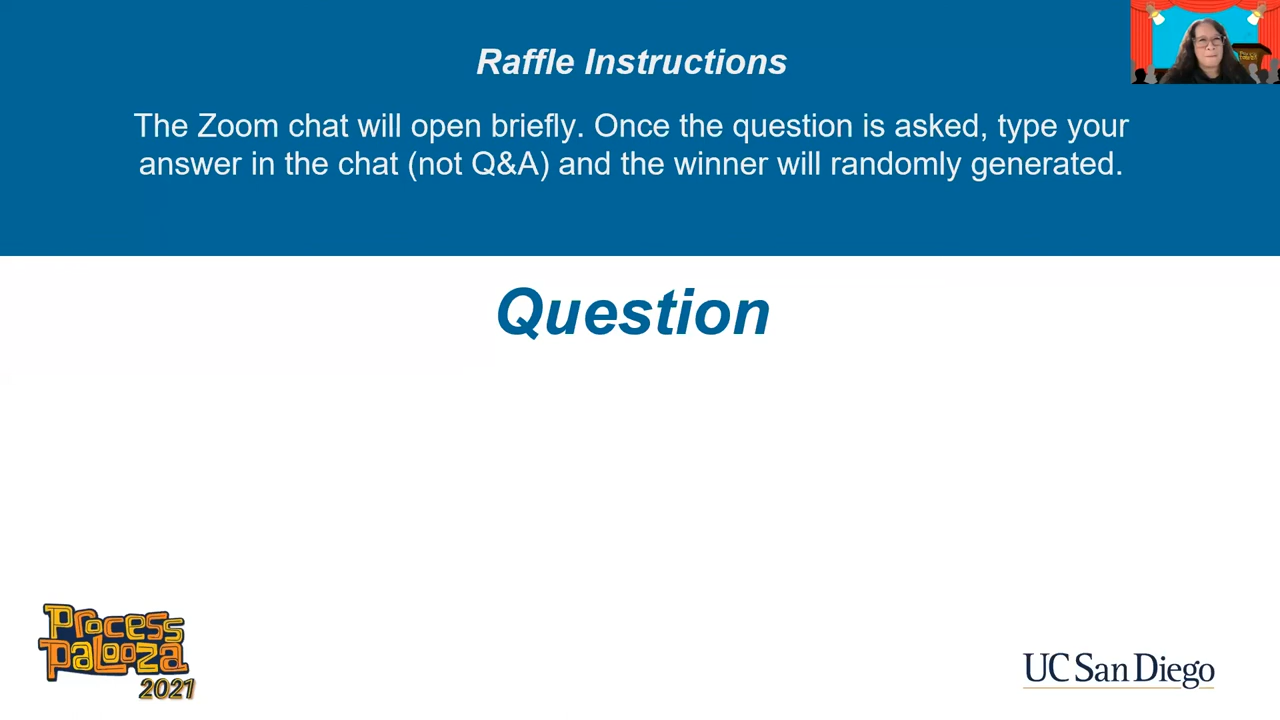 Raffle Instructions
The Zoom chat will open briefly. Once the question is asked, type your
answer in the chat (not Q&A) and the winner will randomly generated.
Question
Process
Palooza
2021
UC San Diego